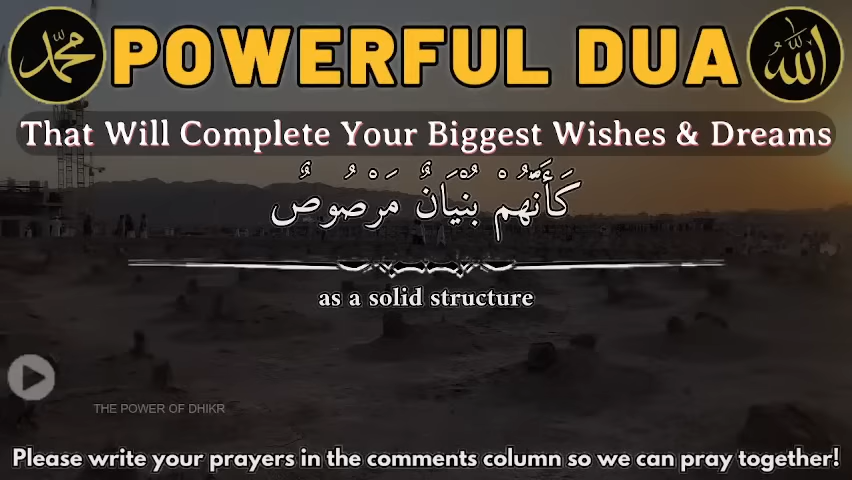 محمد
POWERFUL DUA
الله
That Will Complete Your Biggest Wishes & Dreams
كَأَنَّهُمْ بُنْيَانٌ مَرْصُوصٌ
as a solid structure
THE POWER OF DHIKR
Please write your prayers in the comments column so we can pray together!